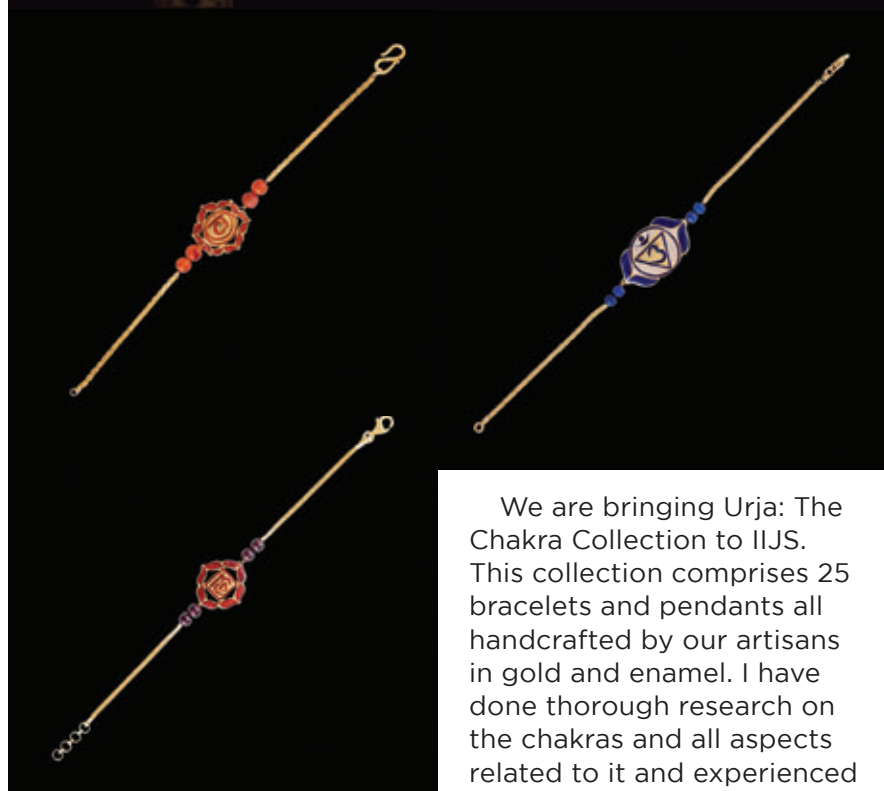 We are bringing Urja: The
Chakra Collection to IIJS.
This collection comprises 25
bracelets and pendants all
handcrafted by our artisans
in gold and enamel. I have
done thorough research on
the chakras and all aspects
related to it and experienced